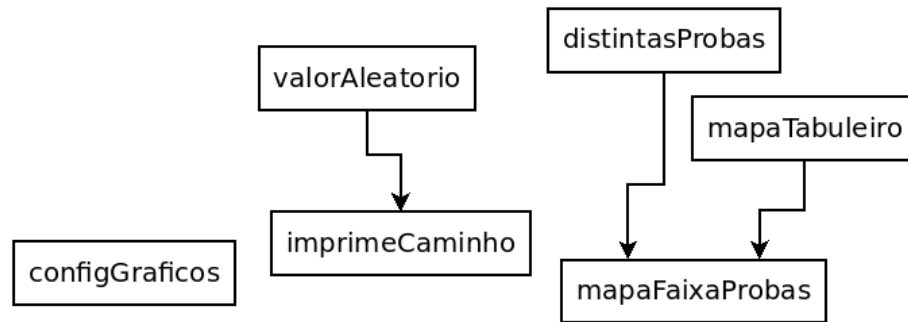 distintasProbas
valorAleatorio
mapaTabuleiro
imprimeCaminho
configGraficos
mapaFaixaProbas